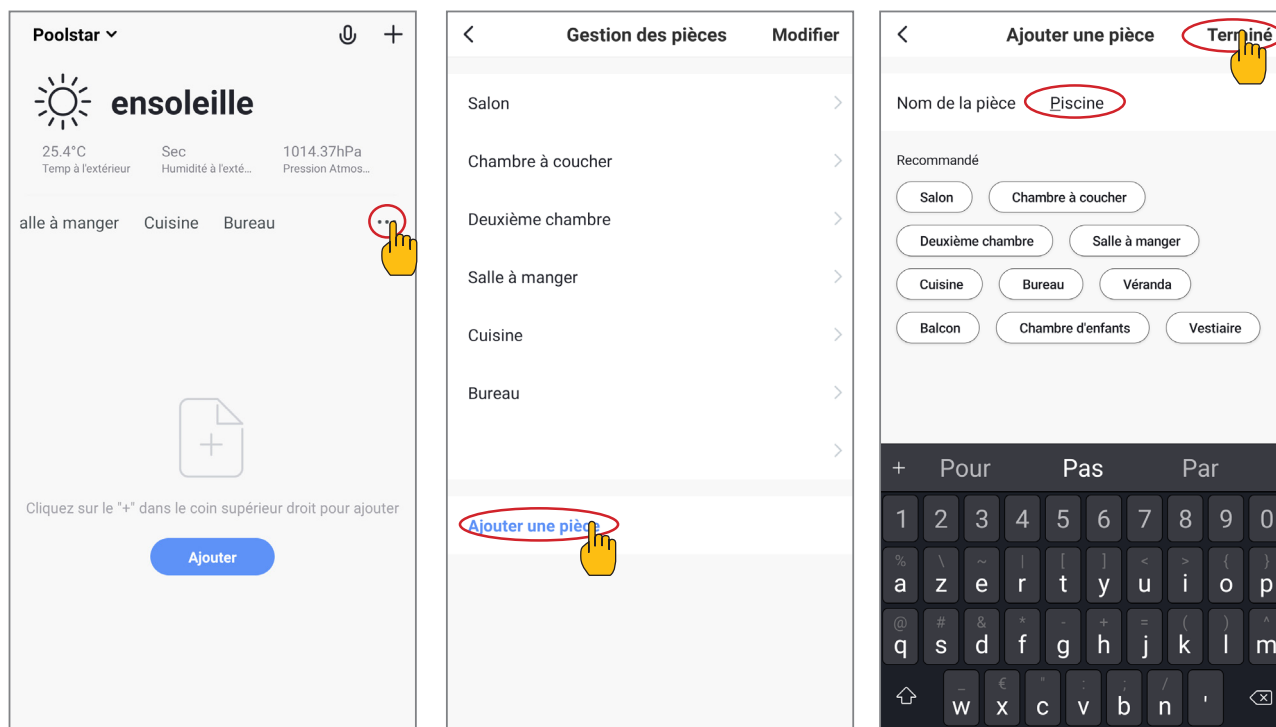 Poolstar
ensoleille
25.4°C Sec 1014.37hPa
Temp à l'extérieur Humidité à l'exté... Pression Atmos...
alle à manger Cuisine Bureau ...
Cliquez sur le "+" dans le coin supérieur droit pour ajouter
Ajouter
Gestion des pièces Modifier
Salon
Chambre à coucher
Deuxième chambre
Salle à manger
Cuisine
Bureau
Ajouter une pièce
Ajouter une pièce Terminé
Nom de la pièce Piscine
Recommandé
Salon Chambre à coucher
Deuxième chambre Salle à manger
Cuisine Bureau Véranda
Balcon Chambre d'enfants Vestiaire
+ Pour Pas Par
1 2 3 4 5 6 7 8 9 0
% \ ~ | [ ] < > { }
a z e r t y u i o p
@ # & * - + = ( ) ^
q s d f g h j k l m
_ € " : ; /
w x c v b n '